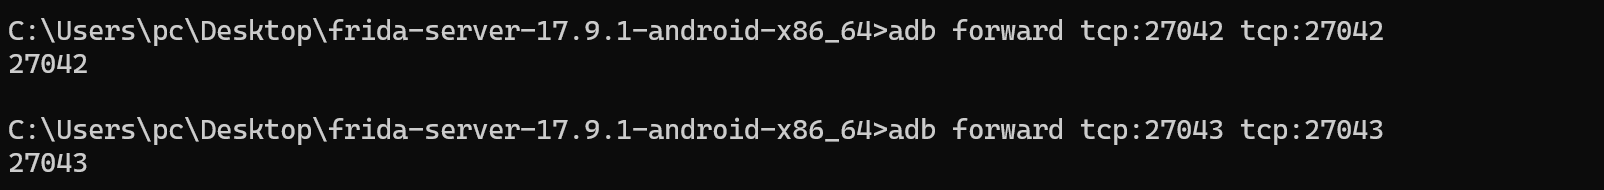 C:\Users\pc\Desktop\frida-server-17.9.1-android-x86_64>adb forward tcp:27042 tcp:27042
27042
C:\Users\pc\Desktop\frida-server-17.9.1-android-x86_64>adb forward tcp:27043 tcp:27043
27043